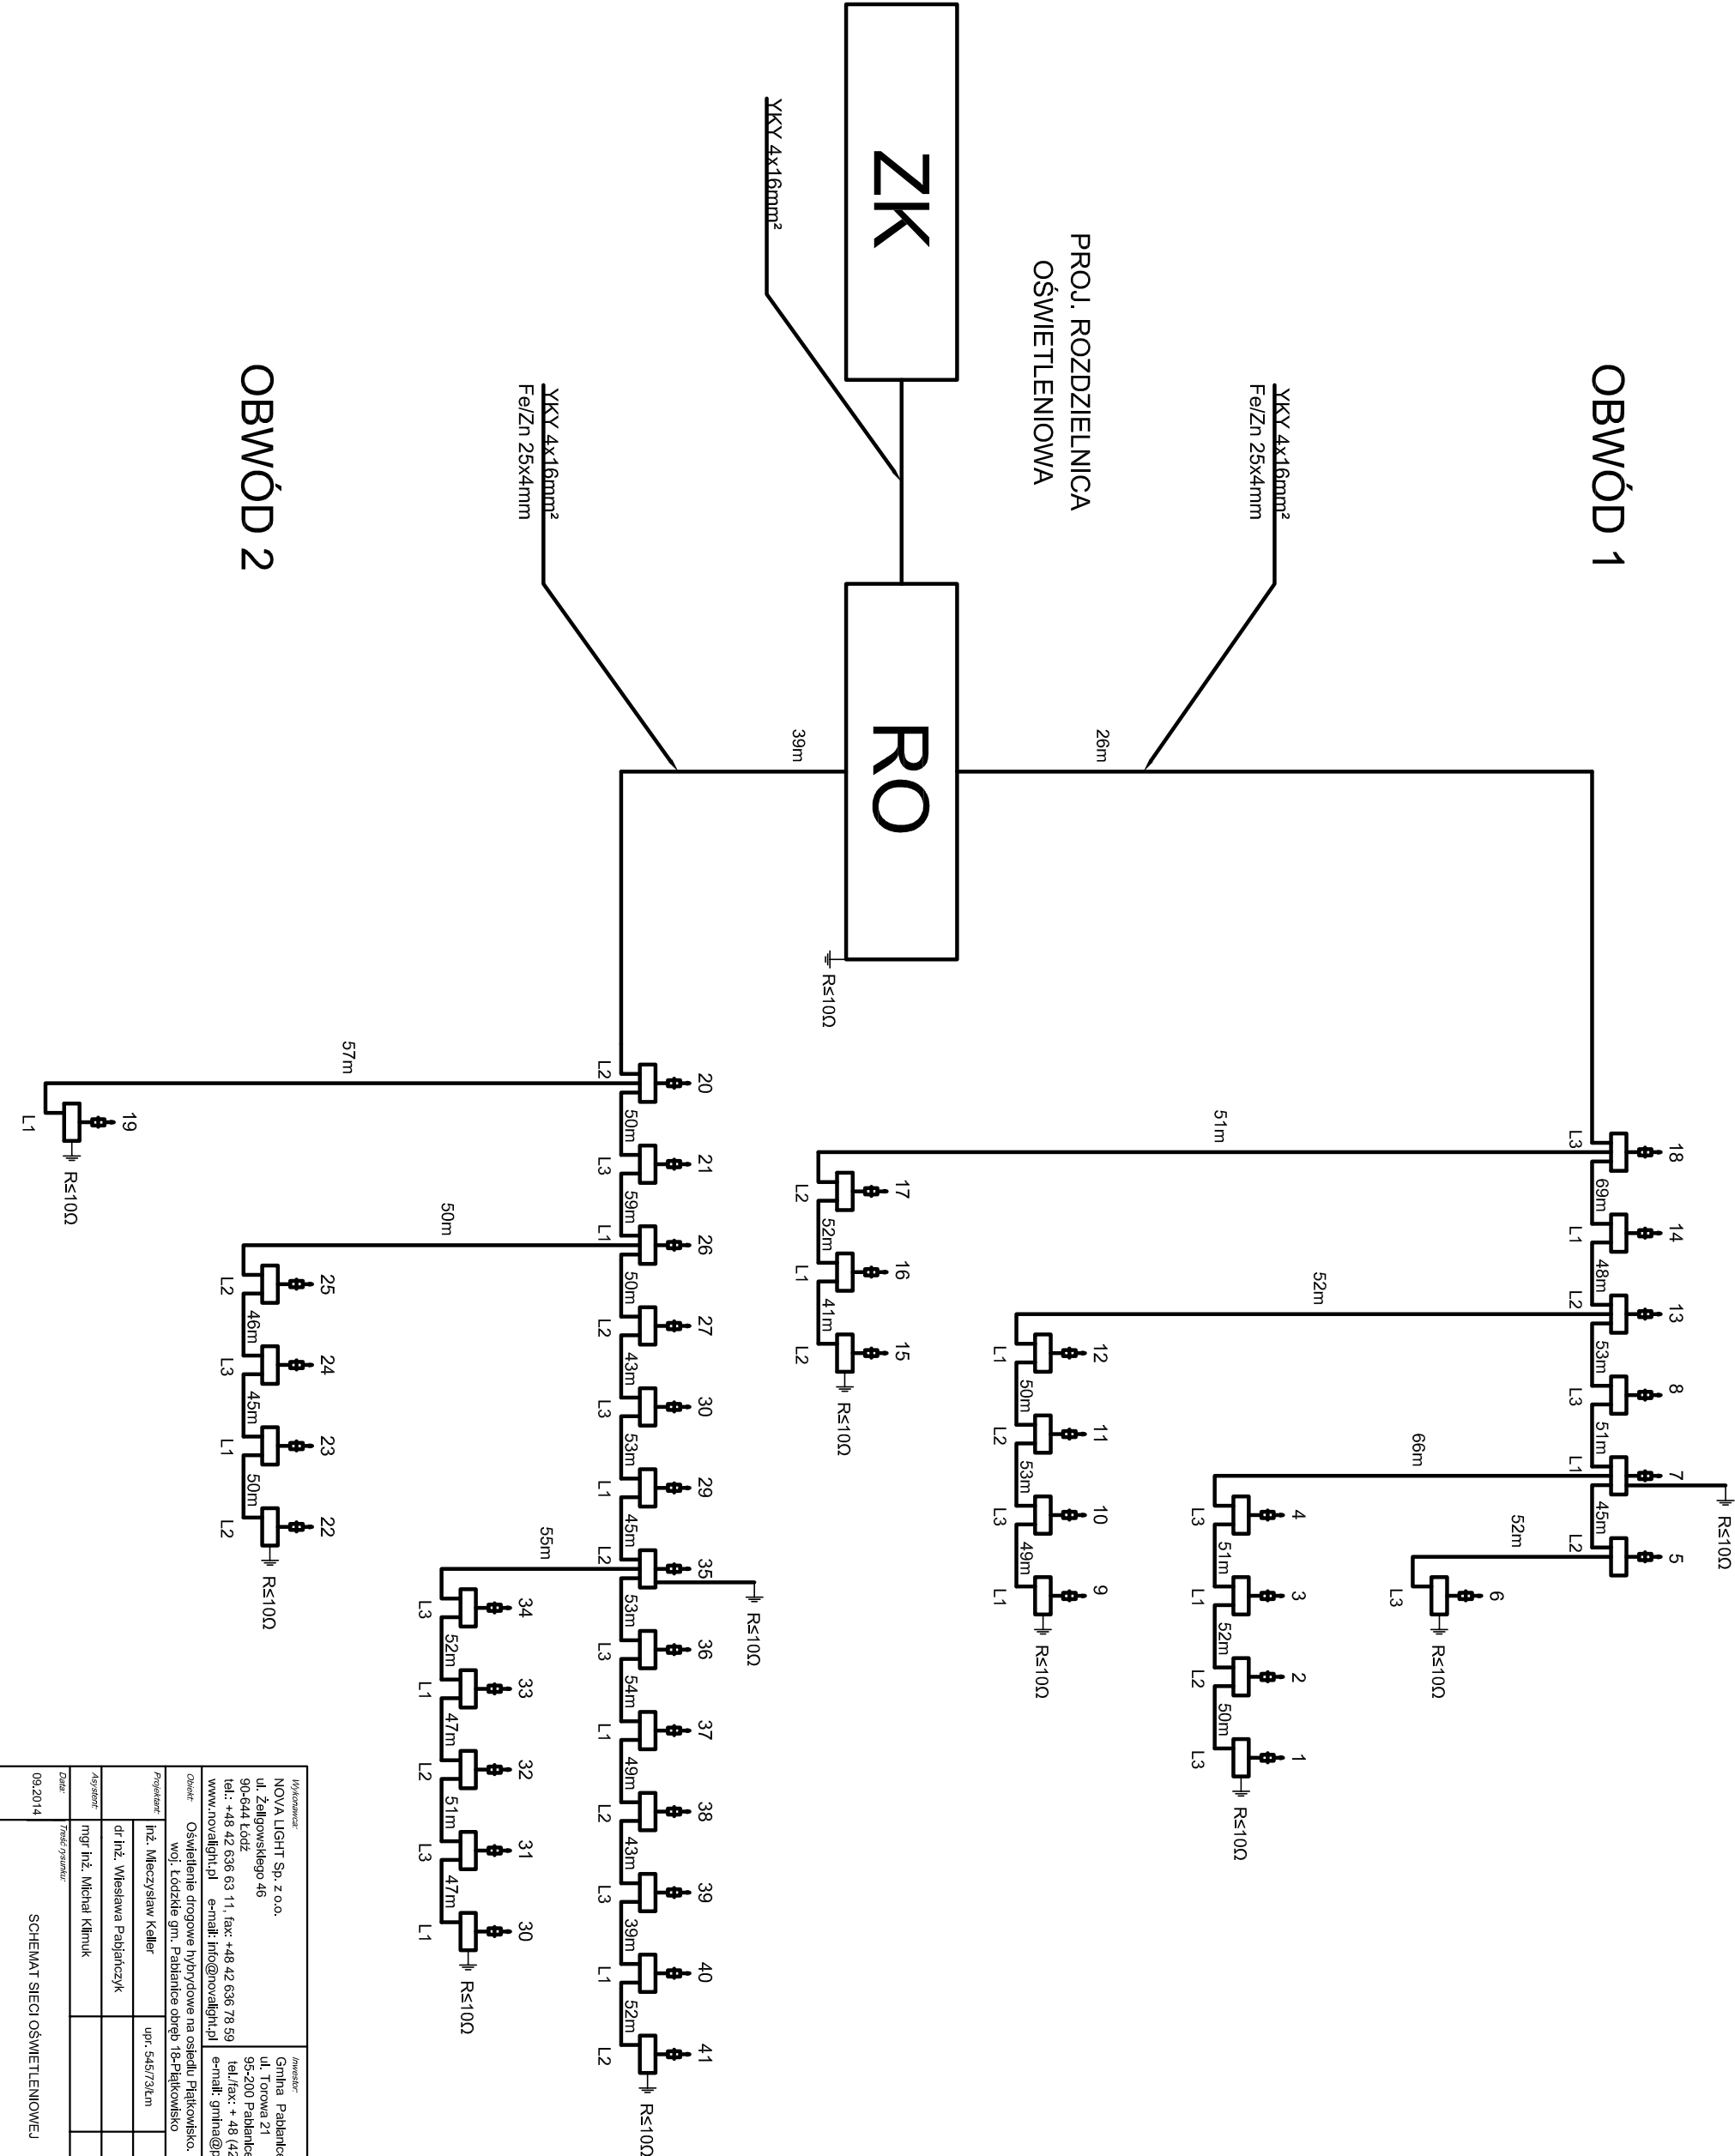 OBWÓD 1
YKY 4x16mm²
Fe/Zn 25x4mm
PROJ. ROZDZIELNICA
OŚWIETLENIOWA
ZK
YKY 4x16mm²
RO
R≤10Ω
26m
39m
YKY 4x16mm²
Fe/Zn 25x4mm
OBWÓD 2
18 14 13 8 7 5
69m 48m 53m 51m 45m
L3 L1 L2 L3 L1 L2
R≤10Ω
52m
6
L3
R≤10Ω
66m
4 3 2 1
51m 52m 50m
L3 L1 L2 L3
R≤10Ω
52m
12 11 10 9
50m 53m 49m
L1 L2 L3 L1
R≤10Ω
51m
17 16 15
52m 41m
L2 L1 L2
R≤10Ω
20 21 26 27 30 29 35 36 37 38 39 40 41
50m 59m 50m 43m 53m 45m 53m 54m 49m 43m 39m 52m
L2 L3 L1 L2 L3 L1 L2 L3 L1 L2 L3 L1 L2
R≤10Ω
R≤10Ω
55m
34 33 32 31 30
52m 47m 51m 47m
L3 L1 L2 L3 L1
R≤10Ω
50m
25 24 23 22
46m 45m 50m
L2 L3 L1 L2
R≤10Ω
57m
19
L1
R≤10Ω
Wykonawca:
NOVA LIGHT Sp. z o.o.
ul. Żeligowskiego 46
90-644 Łódź
tel.: +48 42 636 63 11, fax: +48 42 636 78 59
www.novalight.pl e-mail: info@novalight.pl
Inwestor:
Gmina Pabianice
ul. Torowa 21
95-200 Pabianice
tel./fax: + 48 (42
e-mail: gmina@p
Obiekt: Oświetlenie drogowe hybrydowe na osiedlu Piątkowisko.
woj. Łódzkie gm. Pabianice obręb 18-Piątkowisko
Projektant: inż. Mieczysław Keller upr. 545/73/Łm
dr inż. Wiesława Pabjańczyk
Asystent: mgr inż. Michał Klimuk
Data: 09.2014
Treść rysunku:
SCHEMAT SIECI OŚWIETLENIOWEJ